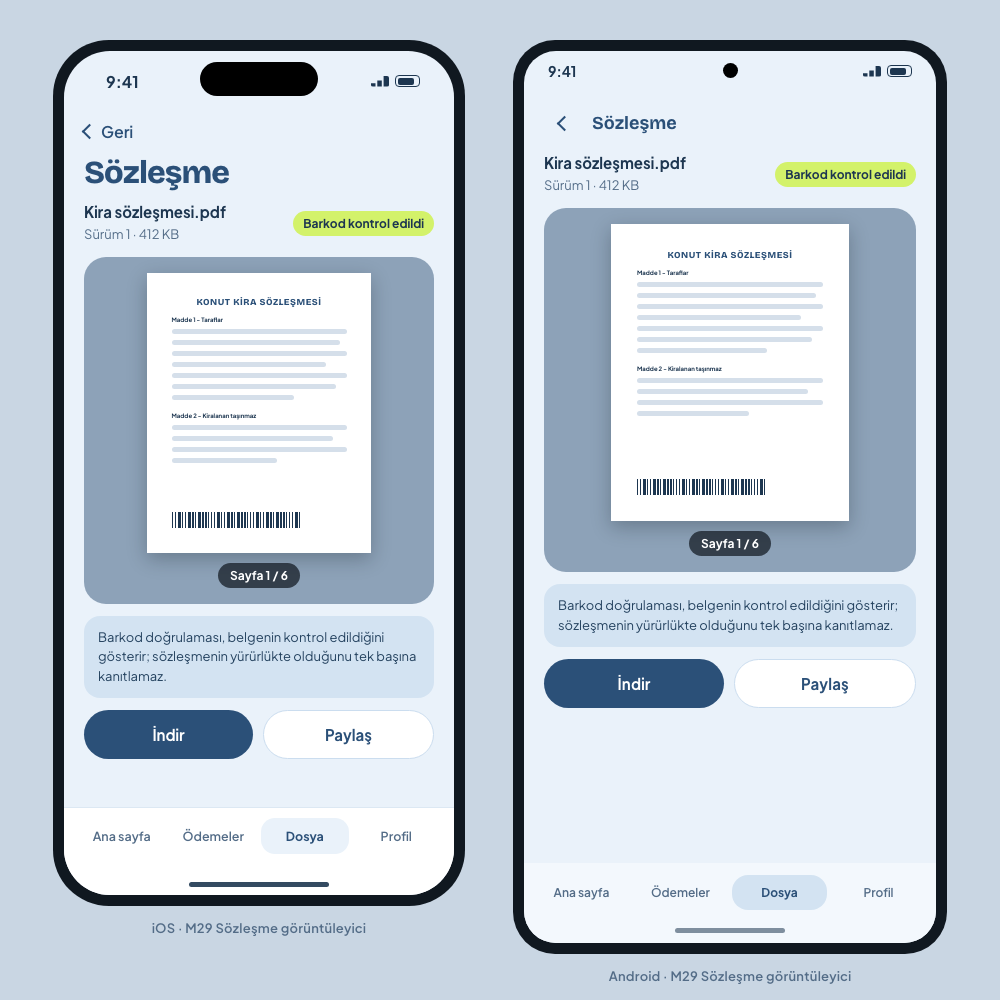 9:41
Geri
Sözleşme
Kira sözleşmesi.pdf
Sürüm 1 · 412 KB
Barkod kontrol edildi
KONUT KİRA SÖZLEŞMESİ
Madde 1 – Taraflar
Madde 2 – Kiralanan taşınmaz
Sayfa 1 / 6
Barkod doğrulaması, belgenin kontrol edildiğini
gösterir; sözleşmenin yürürlükte olduğunu tek başına
kanıtlamaz.
İndir
Paylaş
Ana sayfa
Ödemeler
Dosya
Profil
iOS · M29 Sözleşme görüntüleyici
9:41
Sözleşme
Kira sözleşmesi.pdf
Sürüm 1 · 412 KB
Barkod kontrol edildi
KONUT KİRA SÖZLEŞMESİ
Madde 1 – Taraflar
Madde 2 – Kiralanan taşınmaz
Sayfa 1 / 6
Barkod doğrulaması, belgenin kontrol edildiğini gösterir;
sözleşmenin yürürlükte olduğunu tek başına kanıtlamaz.
İndir
Paylaş
Ana sayfa
Ödemeler
Dosya
Profil
Android · M29 Sözleşme görüntüleyici